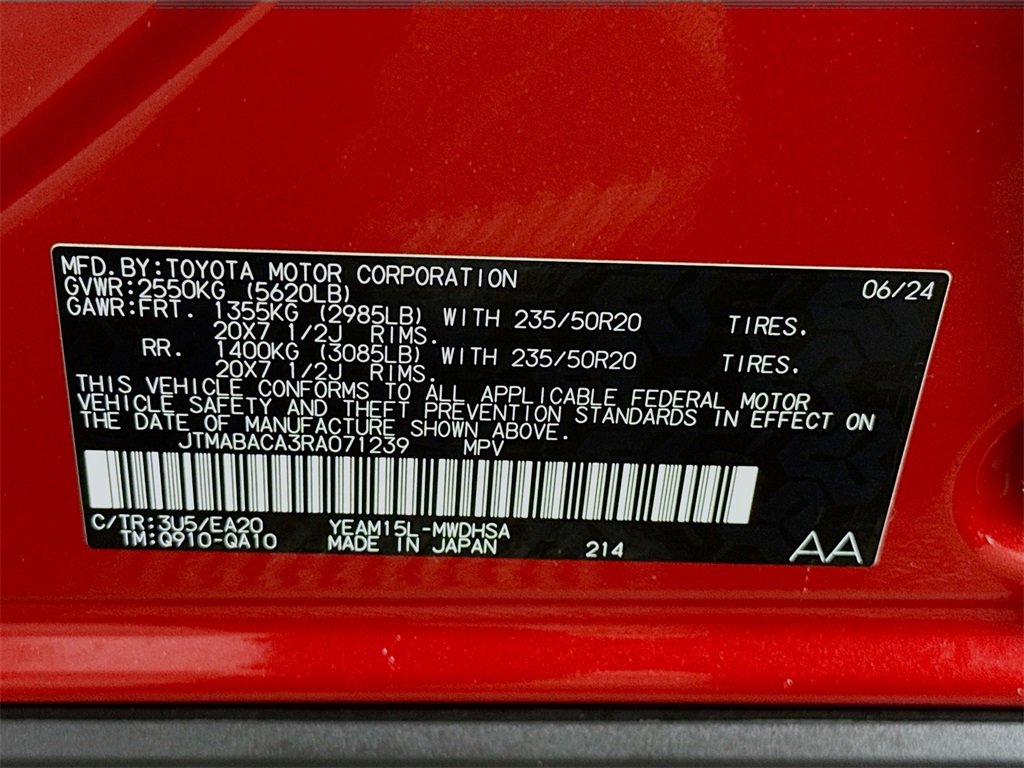 MFD.BY:TOYOTA MOTOR CORPORATION 06/24
GVWR:2550KG (5620LB)
GAWR:FRT. 1355KG (2985LB) WITH 235/50R20 TIRES.
20X7 1/2J RIMS.
RR. 1400KG (3085LB) WITH 235/50R20 TIRES.
20X7 1/2J RIMS.
THIS VEHICLE CONFORMS TO ALL APPLICABLE FEDERAL MOTOR
VEHICLE SAFETY AND THEFT PREVENTION STANDARDS IN EFFECT ON
THE DATE OF MANUFACTURE SHOWN ABOVE.
JTMABACA3RA071239 MPV
C/TR:3U5/EA20 YEAM15L-MWDHSA
TM:Q910-QA10 MADE IN JAPAN 214 AA